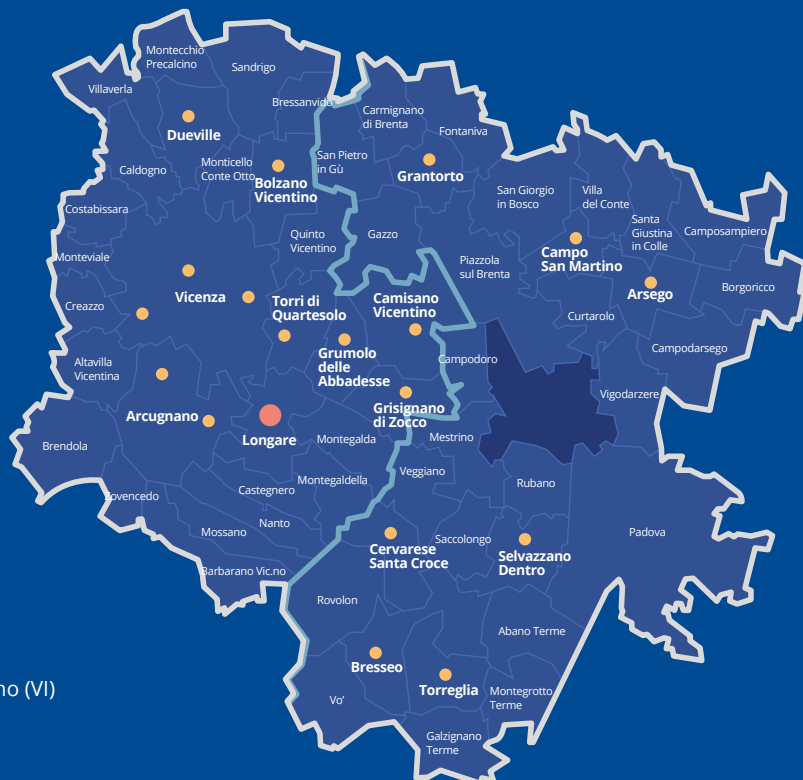 Montecchio
Precalcino
Sandrigo
Villaverla
Bressanvido
Carmignano
di Brenta
Fontaniva
Dueville
Caldogno
Monticello
Conte Otto
Bolzano
Vicentino
San Pietro
in Gù
Grantorto
San Giorgio
in Bosco
Villa
del Conte
Costabissara
Santa
Giustina
in Colle
Camposampiero
Quinto
Vicentino
Gazzo
Monteviale
Piazzola
sul Brenta
Campo
San Martino
Arsego
Borgoricco
Vicenza
Creazzo
Torri di
Quartesolo
Camisano
Vicentino
Curtarolo
Grumolo
delle
Abbadesse
Campodoro
Campodarsego
Altavilla
Vicentina
Vigodarzere
Arcugnano
Grisignano
di Zocco
Longare
Montegalda
Mestrino
Brendola
Veggiano
Montegaldella
Rubano
Castegnero
Zovencedo
Nanto
Mossano
Padova
Saccolongo
Cervarese
Santa Croce
Selvazzano
Dentro
Barbarano Vic.no
Rovolon
Abano Terme
Bresseo
Torreglia
no (VI)
Vo'
Montegrotto
Terme
Galzignano
Terme